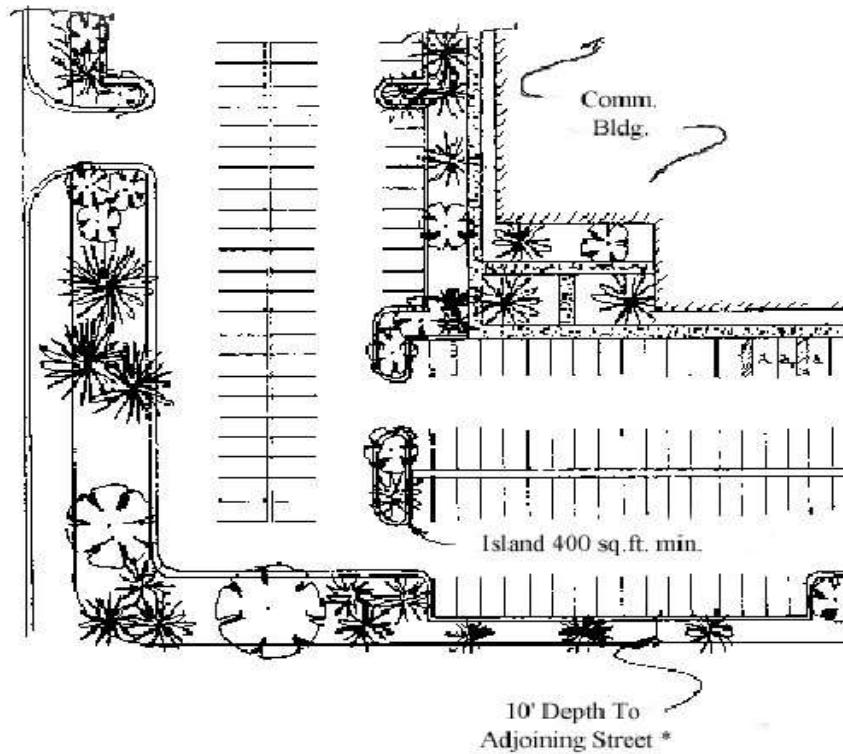 Comm.
Bldg.
Island 400 sq.ft. min.
10' Depth To
Adjoining Street *